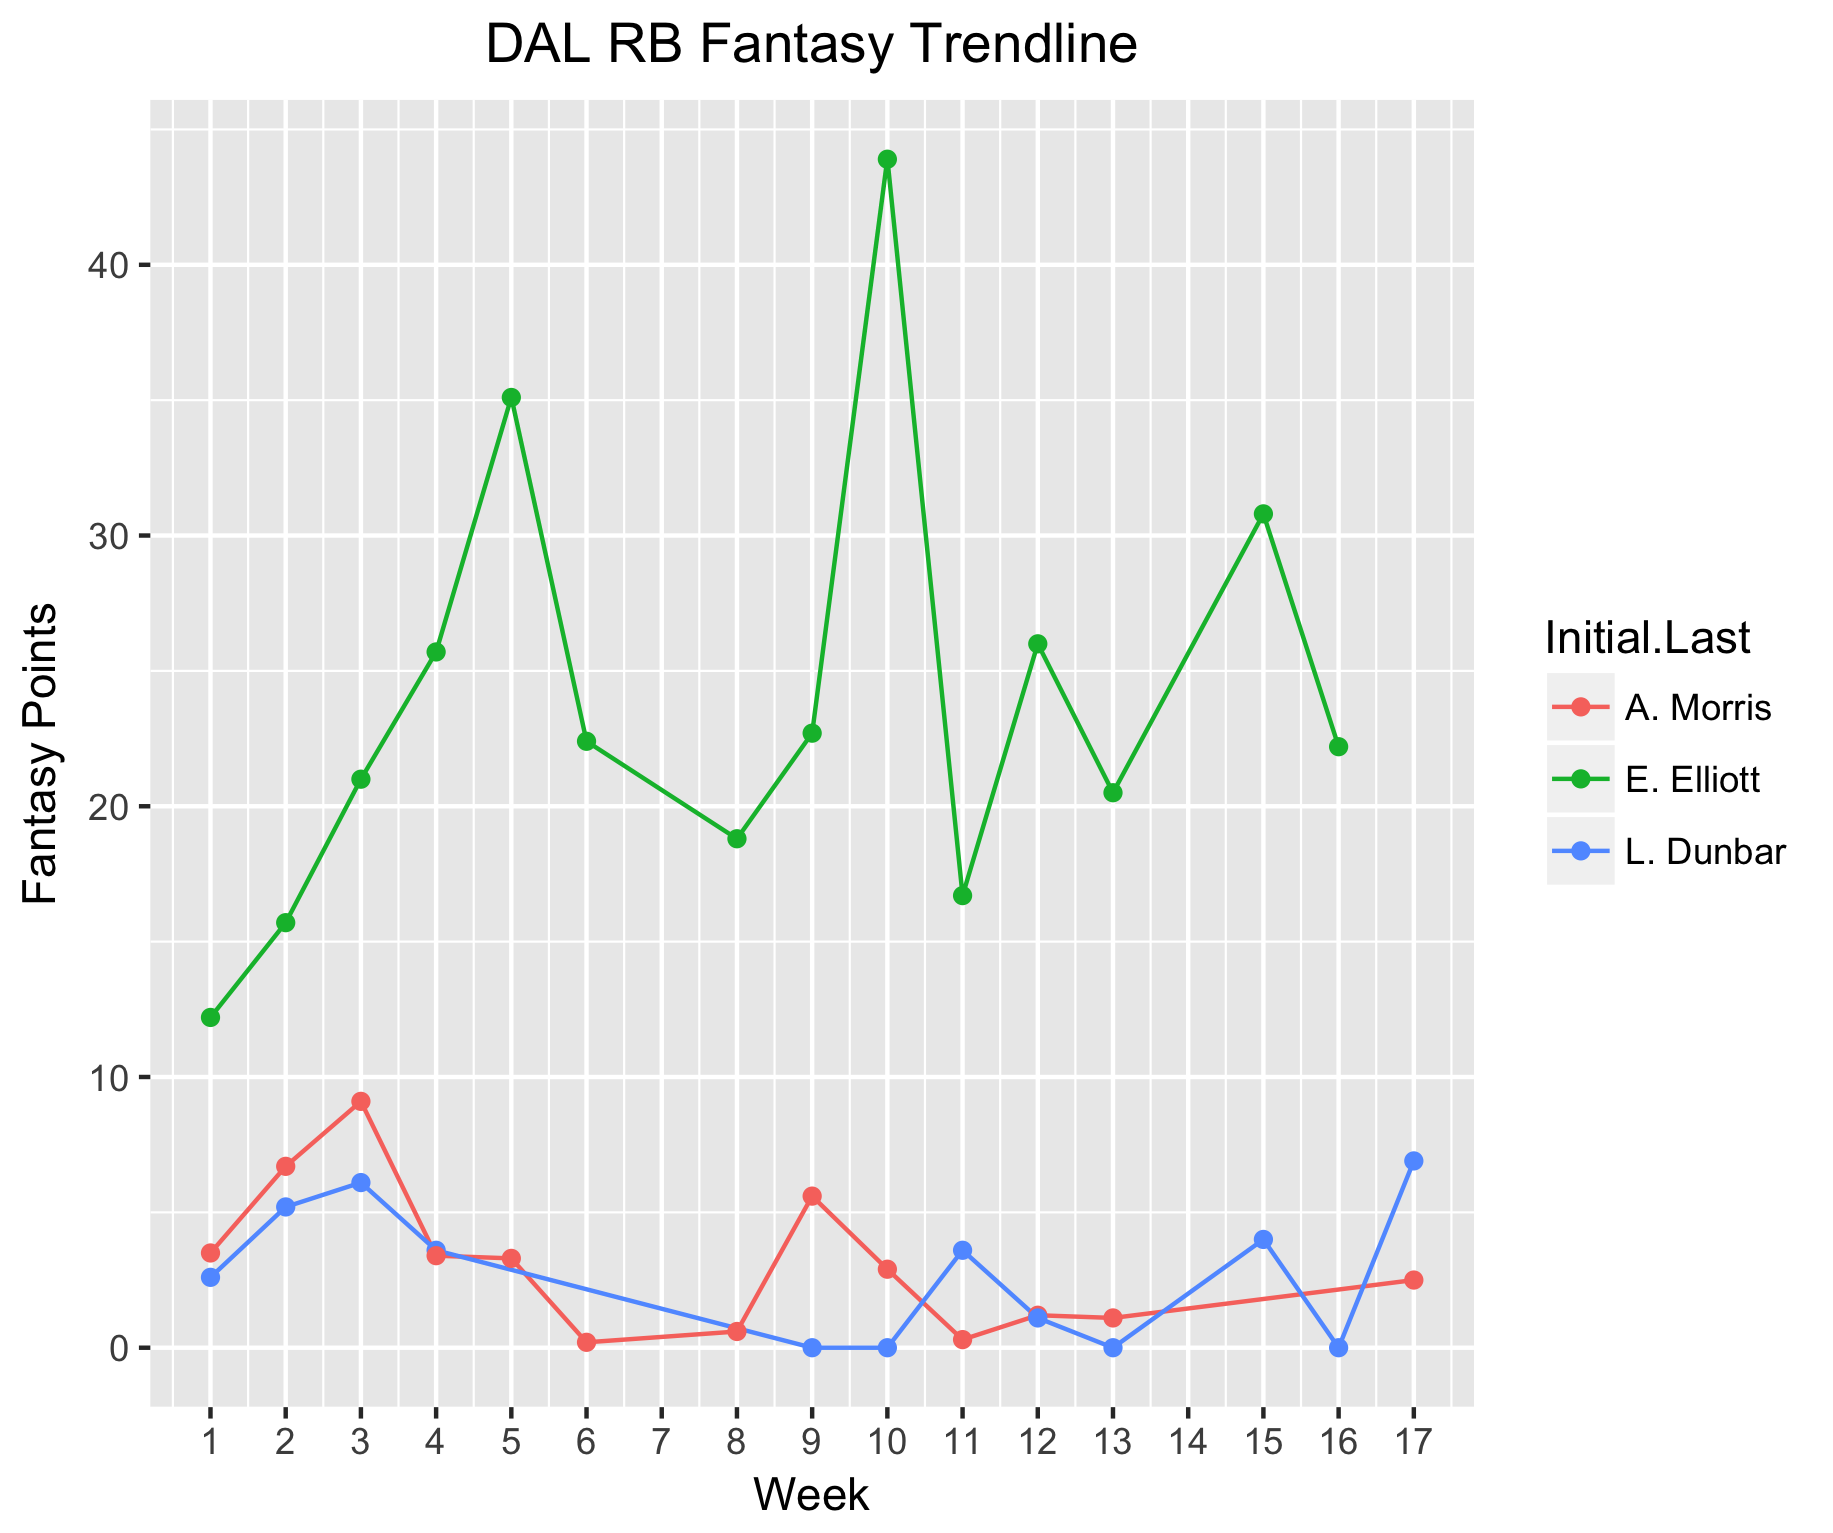 DAL RB Fantasy Trendline
Fantasy Points
40
30
20
10
0
1 2 3 4 5 6 7 8 9 10 11 12 13 14 15 16 17
Week
Initial.Last
A. Morris
E. Elliott
L. Dunbar